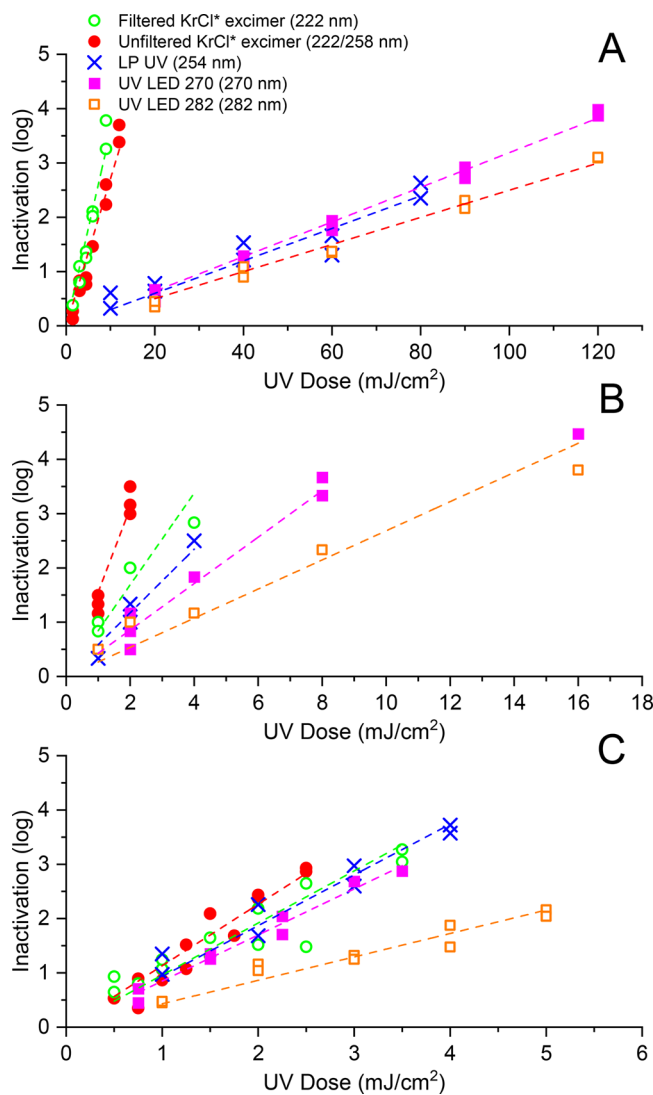 Filtered KrCl* excimer (222 nm)
Unfiltered KrCl* excimer (222/258 nm)
LP UV (254 nm)
UV LED 270 (270 nm)
UV LED 282 (282 nm)
A
5
4
3
2
1
0
Inactivation (log)
0 20 40 60 80 100 120
UV Dose (mJ/cm²)
B
5
4
3
2
1
0
Inactivation (log)
0 2 4 6 8 10 12 14 16 18
UV Dose (mJ/cm²)
C
5
4
3
2
1
0
Inactivation (log)
0 1 2 3 4 5 6
UV Dose (mJ/cm²)